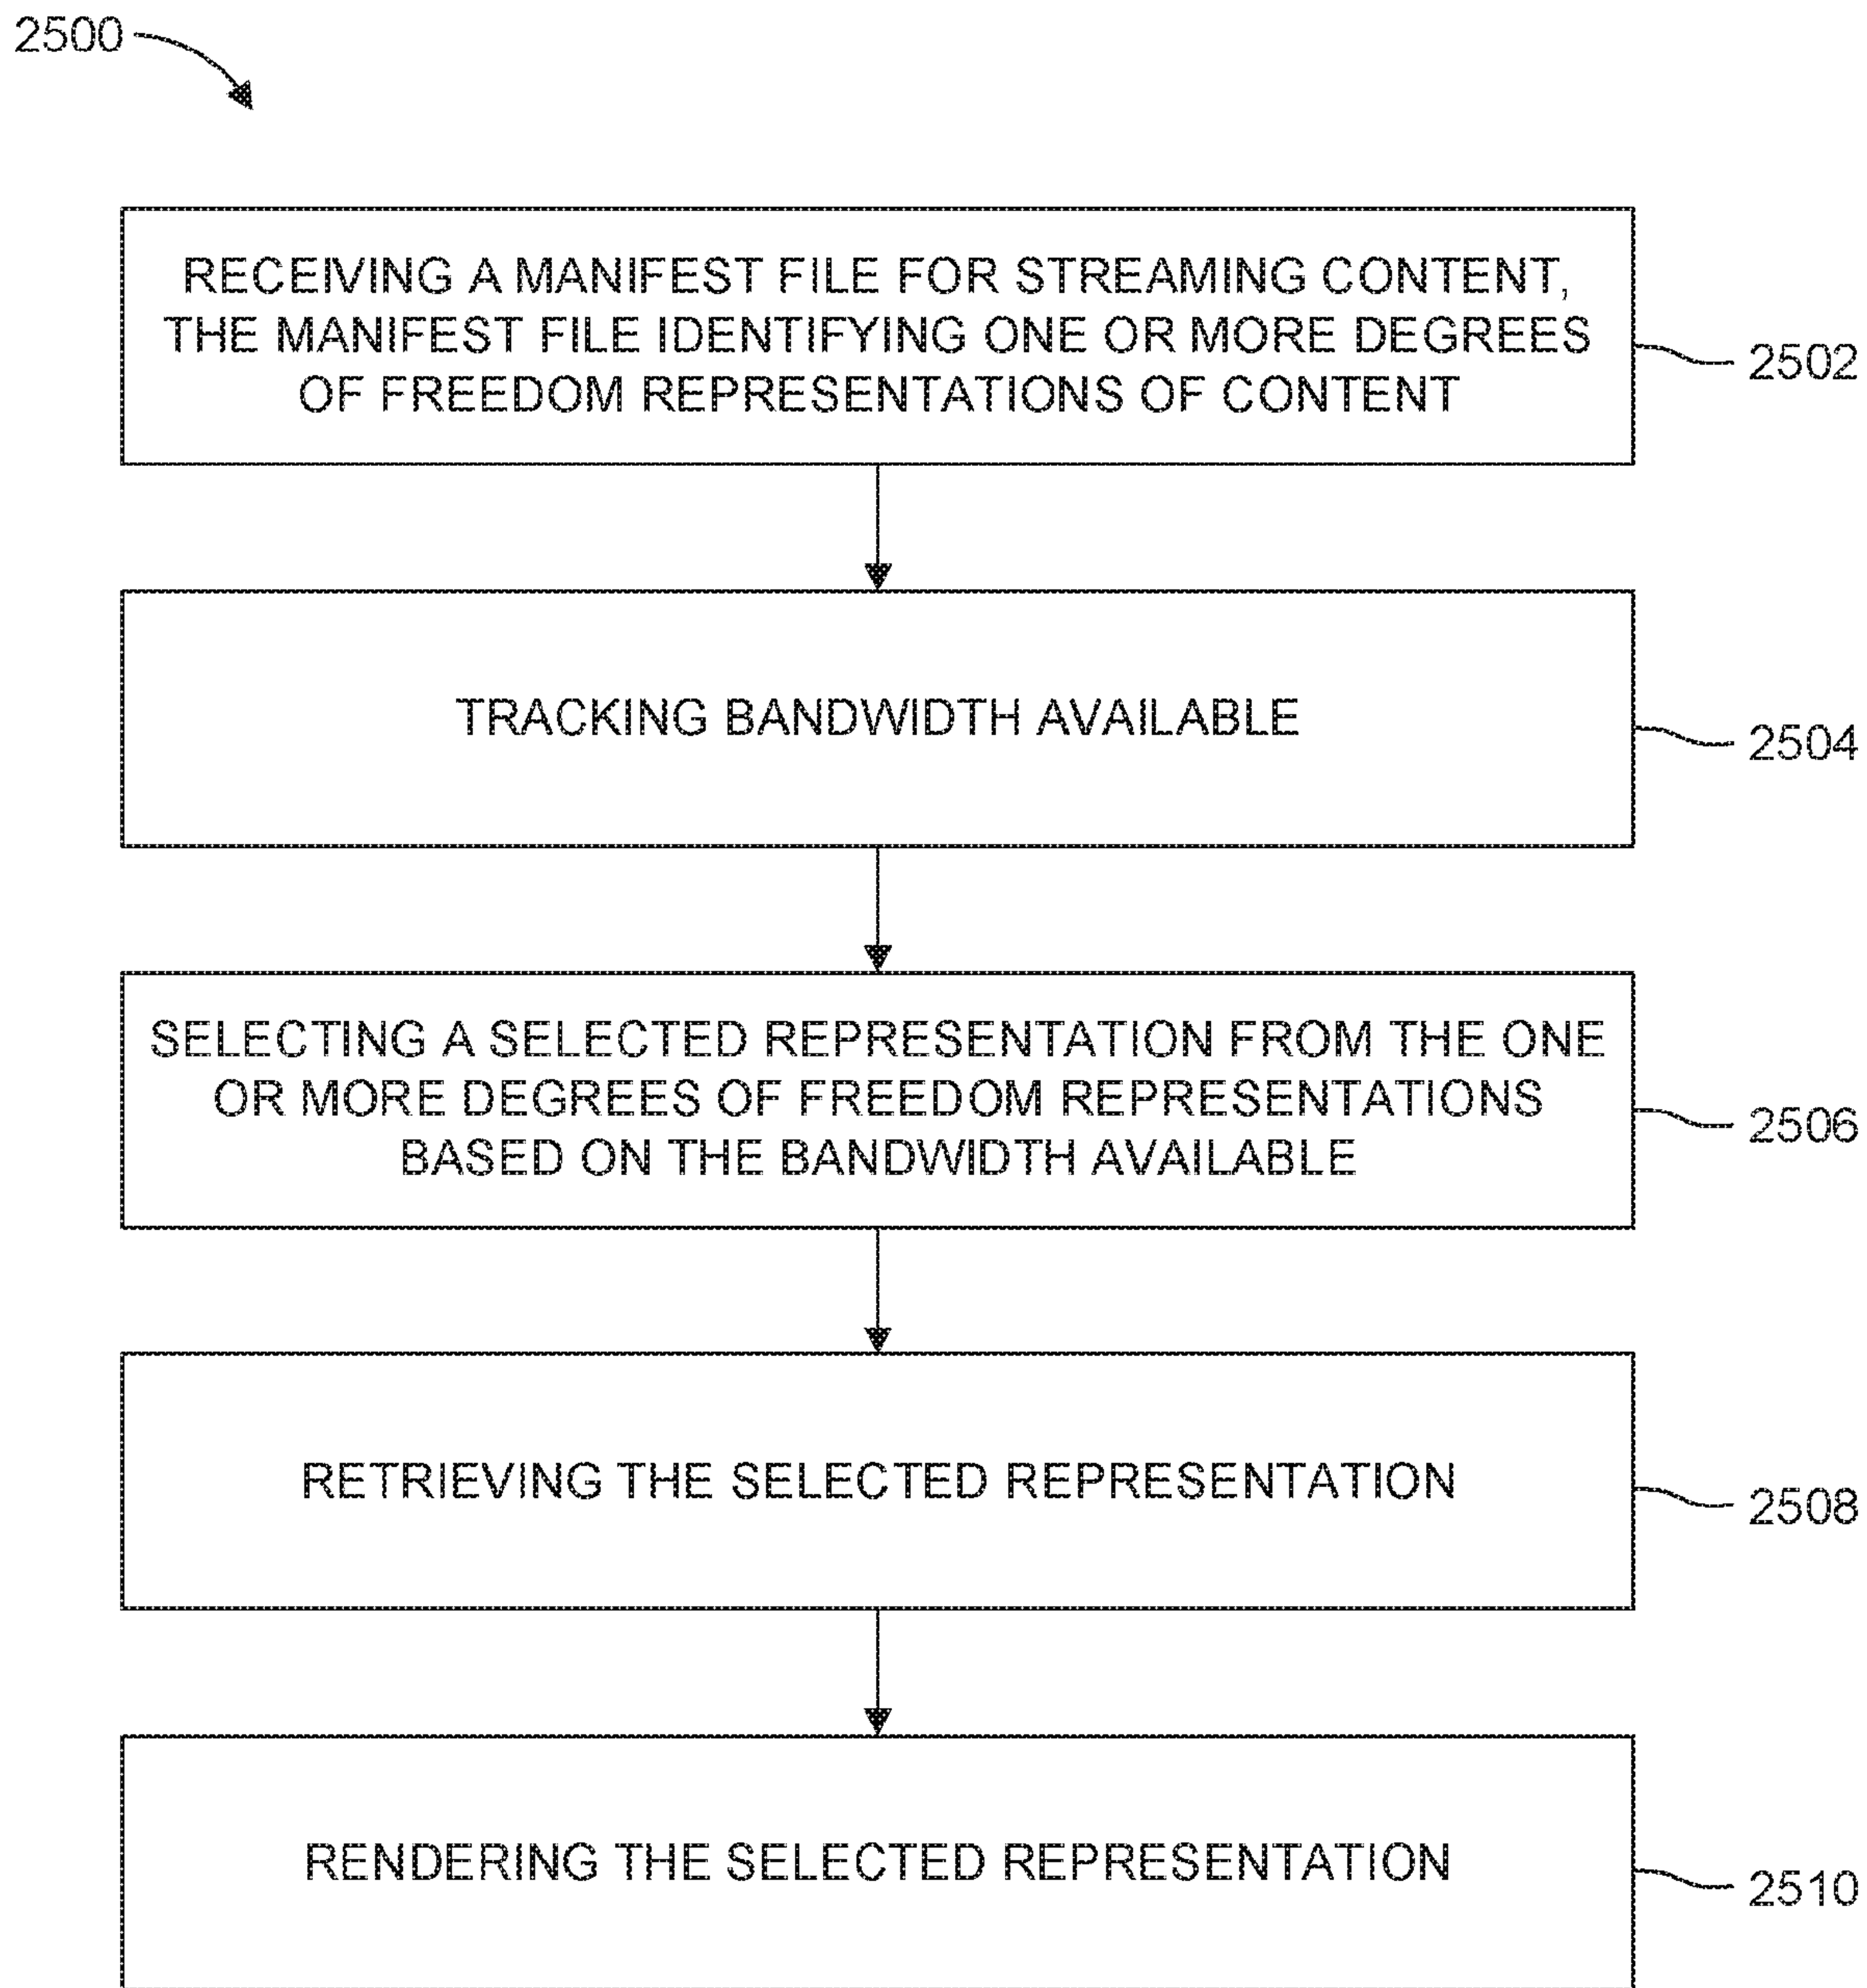 2500
RECEIVING A MANIFEST FILE FOR STREAMING CONTENT,
THE MANIFEST FILE IDENTIFYING ONE OR MORE DEGREES
OF FREEDOM REPRESENTATIONS OF CONTENT
2502
TRACKING BANDWIDTH AVAILABLE
2504
SELECTING A SELECTED REPRESENTATION FROM THE ONE
OR MORE DEGREES OF FREEDOM REPRESENTATIONS
BASED ON THE BANDWIDTH AVAILABLE
2506
RETRIEVING THE SELECTED REPRESENTATION
2508
RENDERING THE SELECTED REPRESENTATION
2510